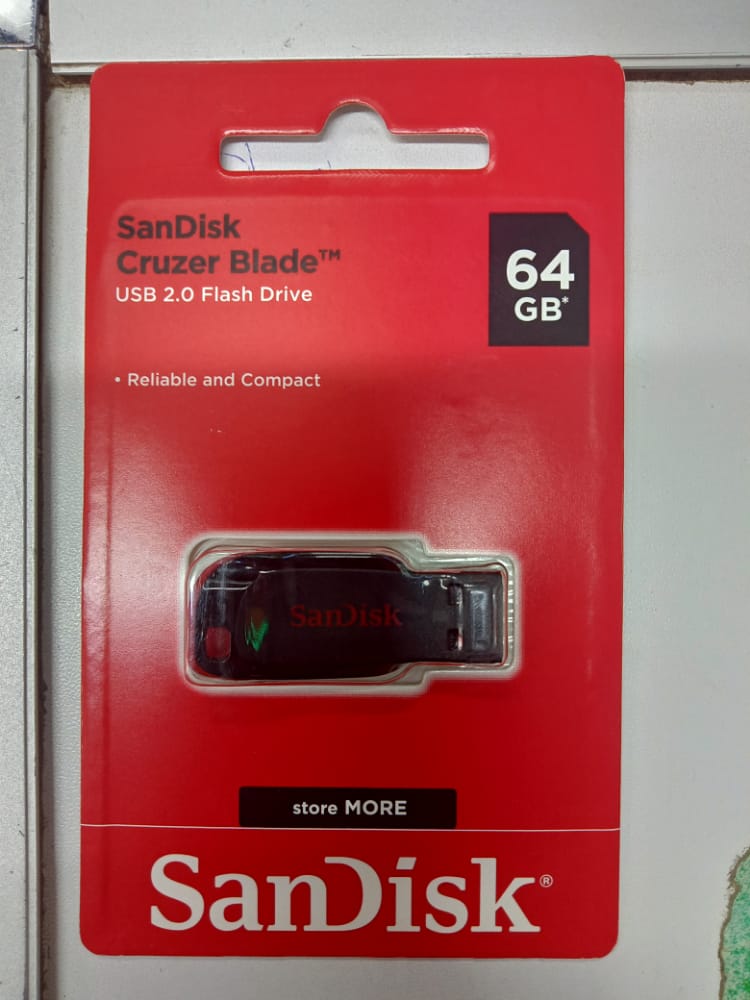 SanDisk
Cruzer Blade™
USB 2.0 Flash Drive
64
GB*
• Reliable and Compact
SanDisk
store MORE
SanDisk®